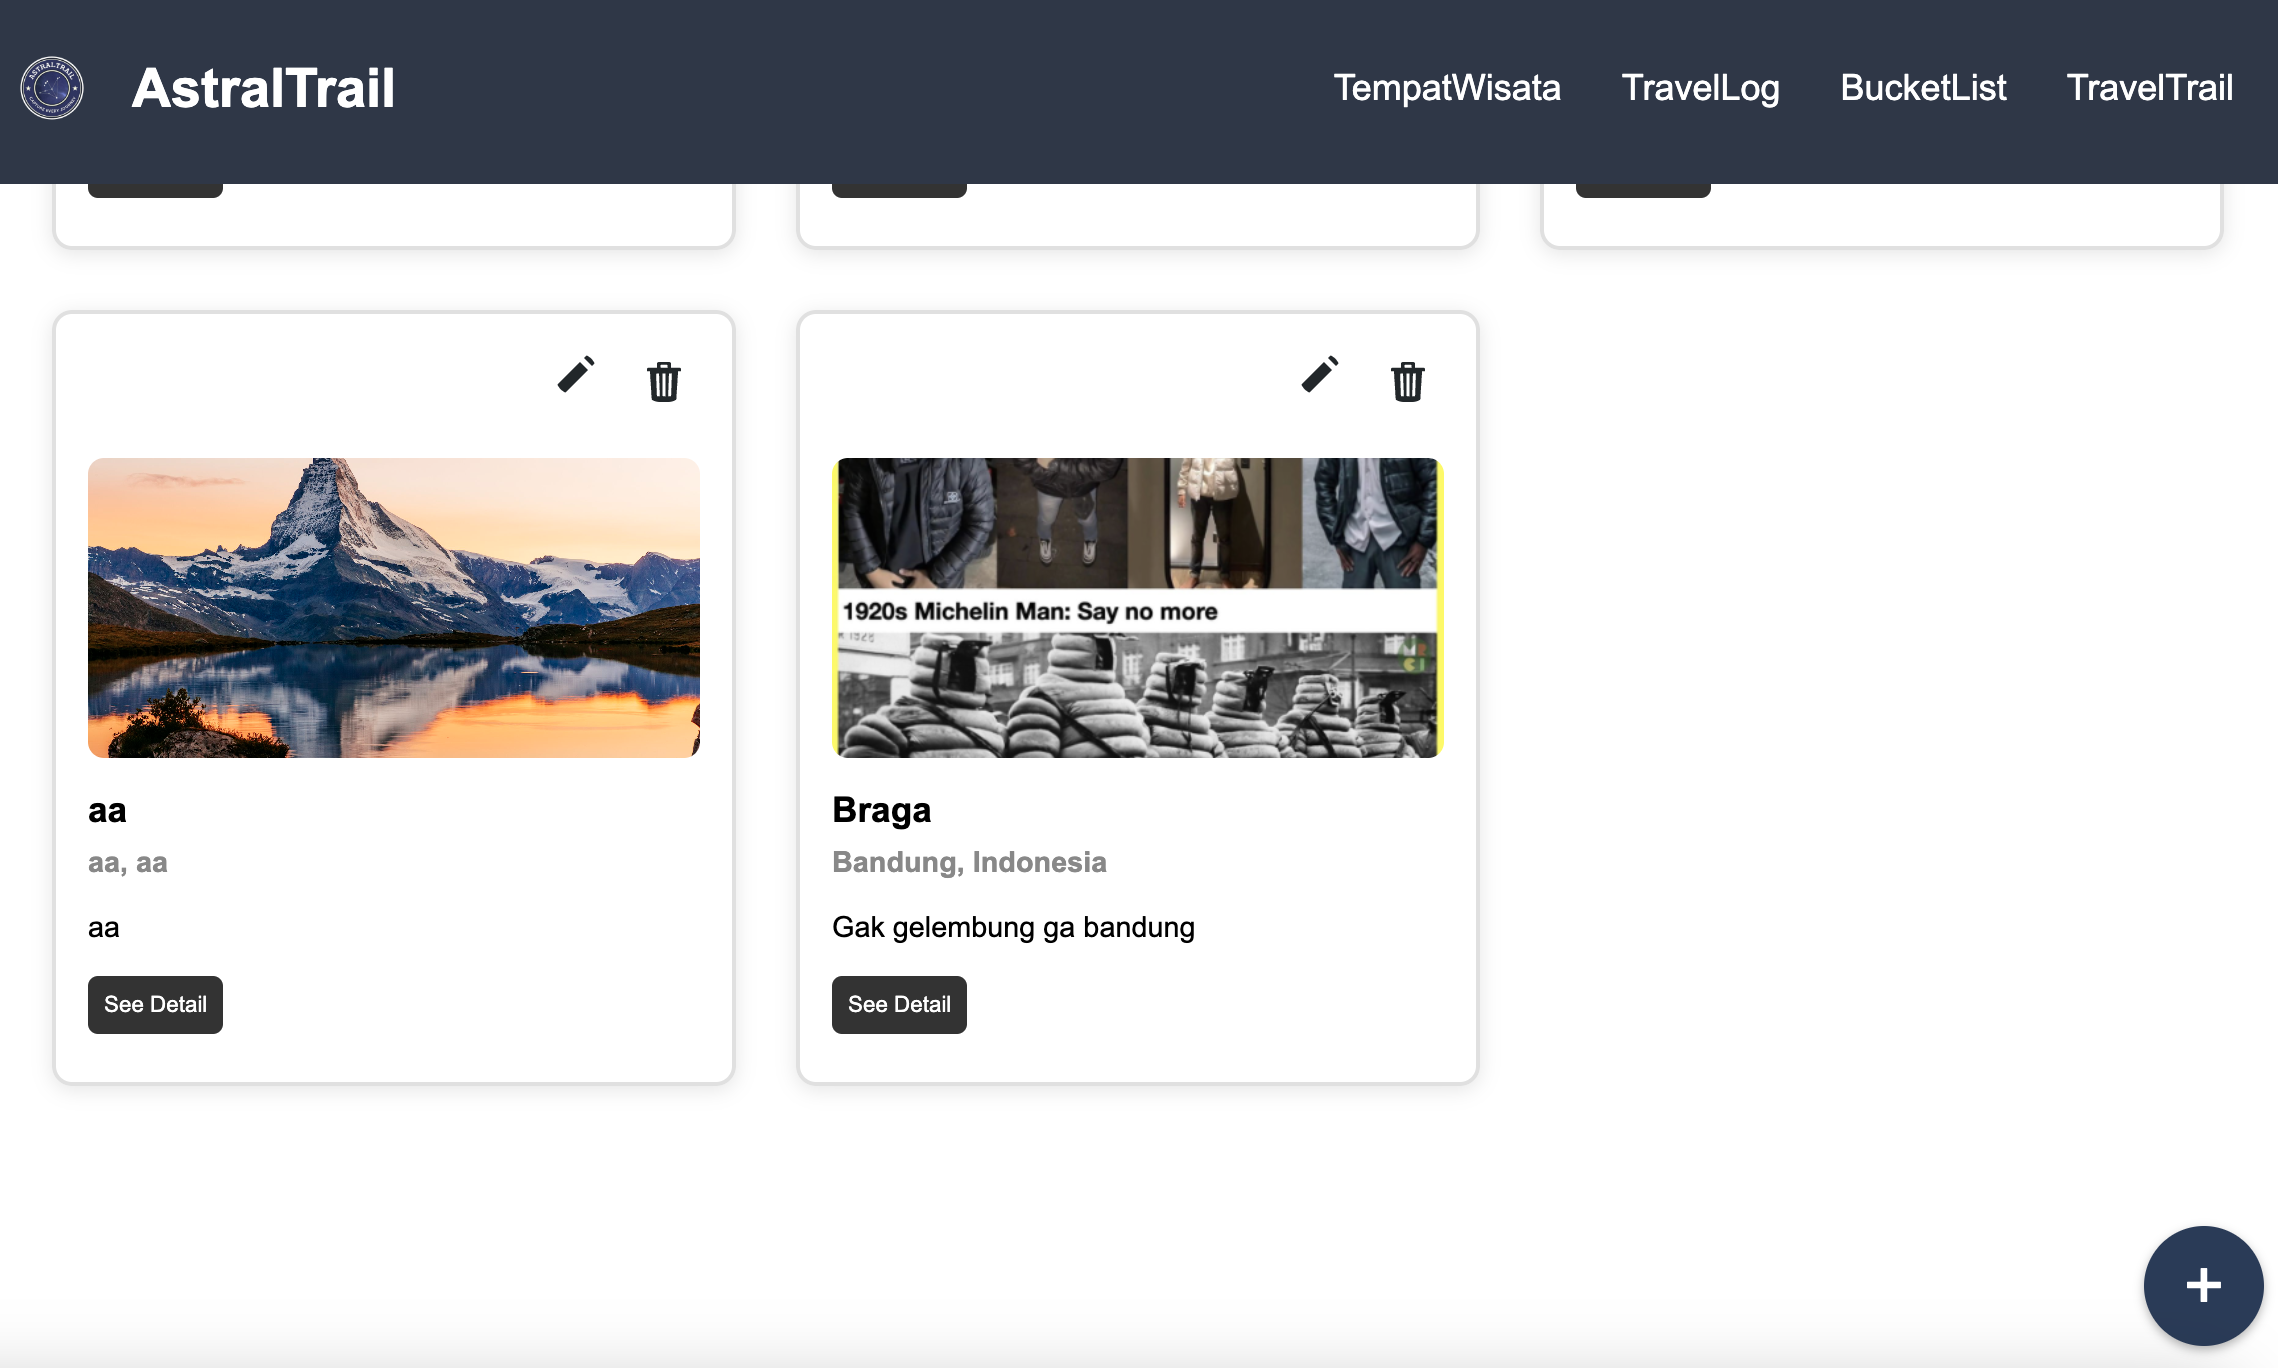 ASTRALTRAIL
AstralTrail
TempatWisata
TravelLog
BucketList
TravelTrail
1920s Michelin Man: Say no more
aa
aa, aa
aa
See Detail
Braga
Bandung, Indonesia
Gak gelembung ga bandung
See Detail